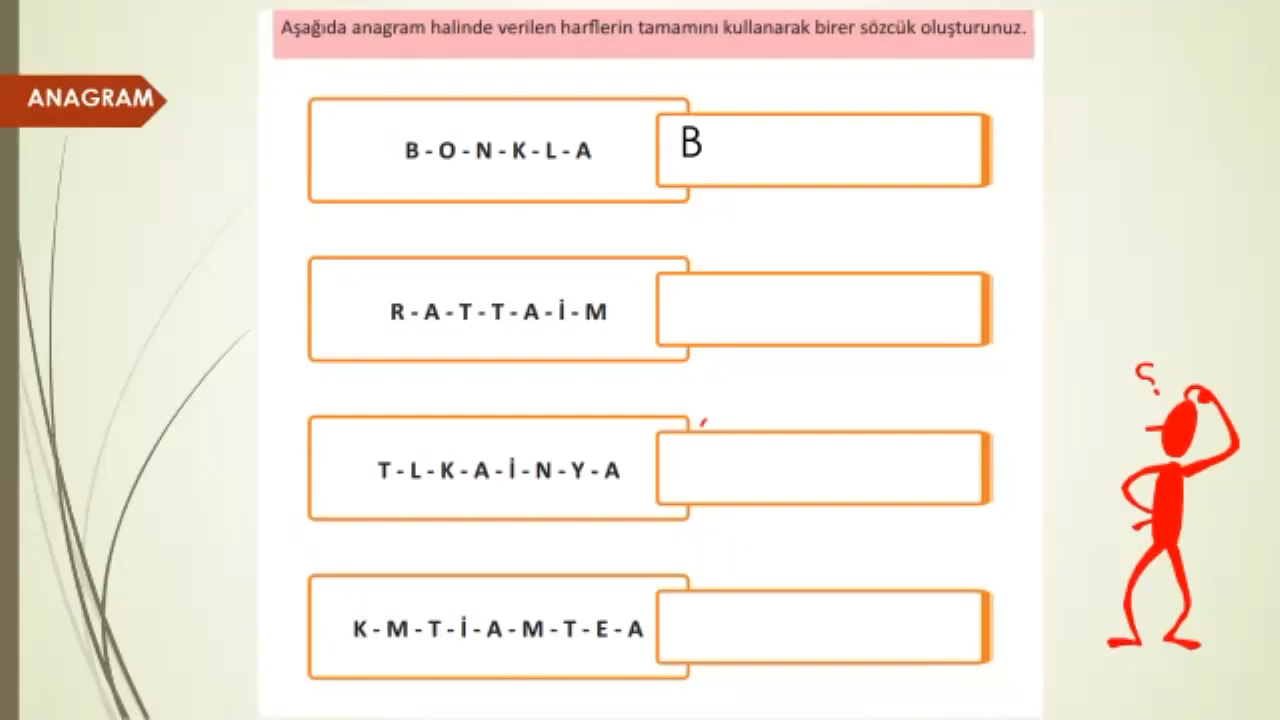 Aşağıda anagram halinde verilen harflerin tamamını kullanarak birer sözcük oluşturunuz.
ANAGRAM
B - O - N - K - L - A
B
R - A - T - T - A - İ - M
T - L - K - A - İ - N - Y - A
K - M - T - İ - A - M - T - E - A
?